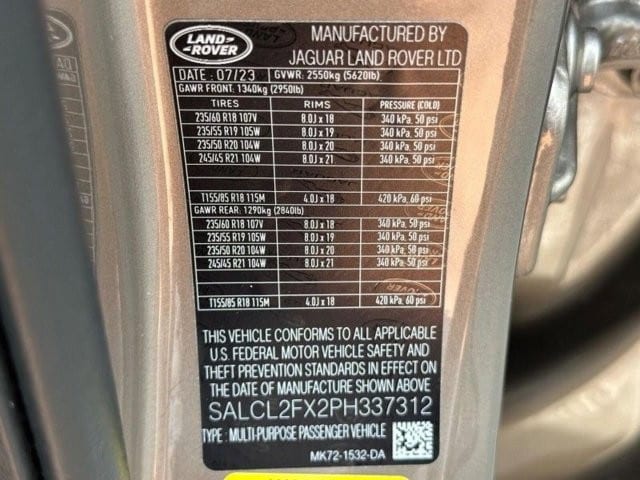 LAND-
-ROVER
MANUFACTURED BY
JAGUAR LAND ROVER LTD
DATE : 07/23 GVWR: 2550kg (5620lb)
GAWR FRONT: 1340kg (2950lb)
TIRES RIMS PRESSURE (COLD)
235/60 R18 107V 8.0J x 18 340 kPa, 50 psi
235/55 R19 105W 8.0J x 19 340 kPa, 50 psi
235/50 R20 104W 8.0J x 20 340 kPa, 50 psi
245/45 R21 104W 8.0J x 21 340 kPa, 50 psi
T155/85 R18 115M 4.0J x 18 420 kPa, 60 psi
GAWR REAR: 1290kg (2840lb)
235/60 R18 107V 8.0J x 18 340 kPa, 50 psi
235/55 R19 105W 8.0J x 19 340 kPa, 50 psi
235/50 R20 104W 8.0J x 20 340 kPa, 50 psi
245/45 R21 104W 8.0J x 21 340 kPa, 50 psi
T155/85 R18 115M 4.0J x 18 420 kPa, 60 psi
THIS VEHICLE CONFORMS TO ALL APPLICABLE
U.S. FEDERAL MOTOR VEHICLE SAFETY AND
THEFT PREVENTION STANDARDS IN EFFECT ON
THE DATE OF MANUFACTURE SHOWN ABOVE
SALCL2FX2PH337312
TYPE : MULTI-PURPOSE PASSENGER VEHICLE
MK72-1532-DA